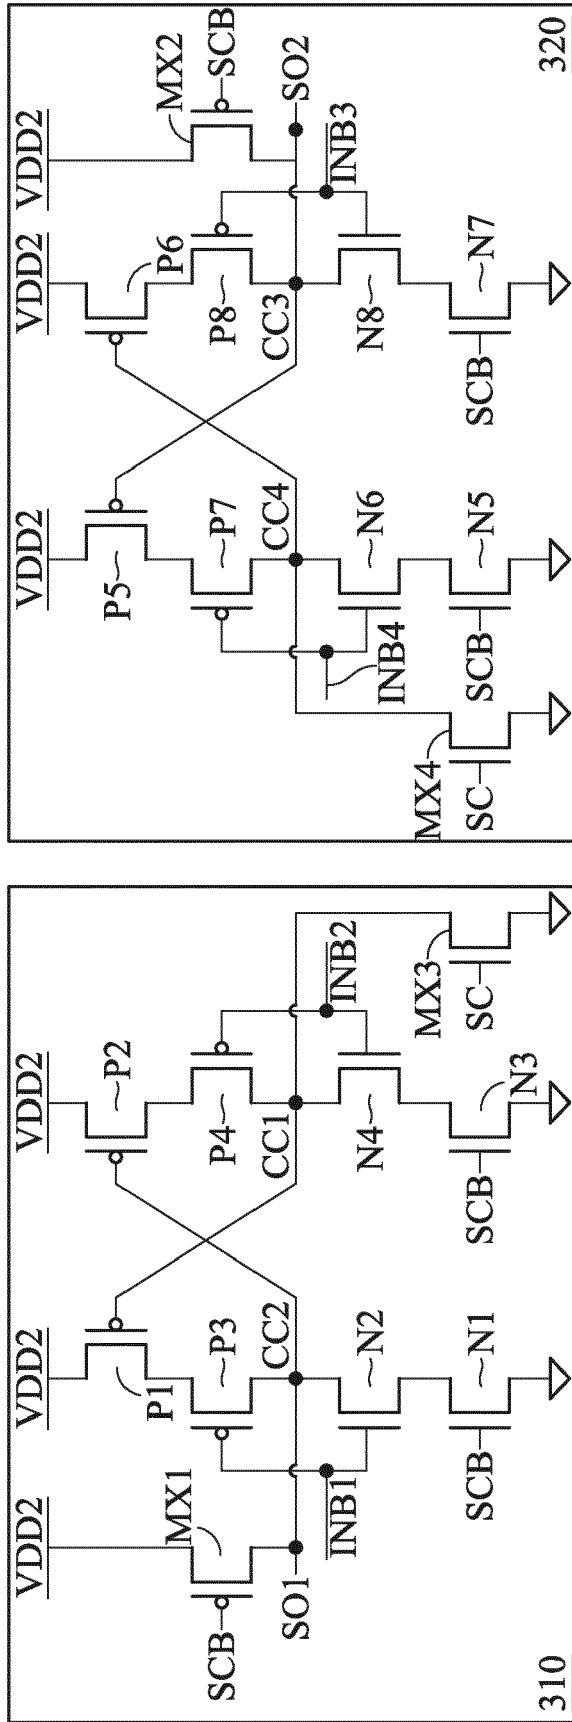 VDD2
VDD2
VDD2
MX1
P1
P2
SCB
P3
P4
SO1
CC2
CC1
INB1
INB2
N2
N4
MX3
SCB
N1
SCB
N3
SC
310
VDD2
VDD2
VDD2
P5
P6
MX2
P7
P8
SCB
CC4
CC3
SO2
INB4
INB3
N6
N8
MX4
SC
SCB
N5
SCB
N7
320